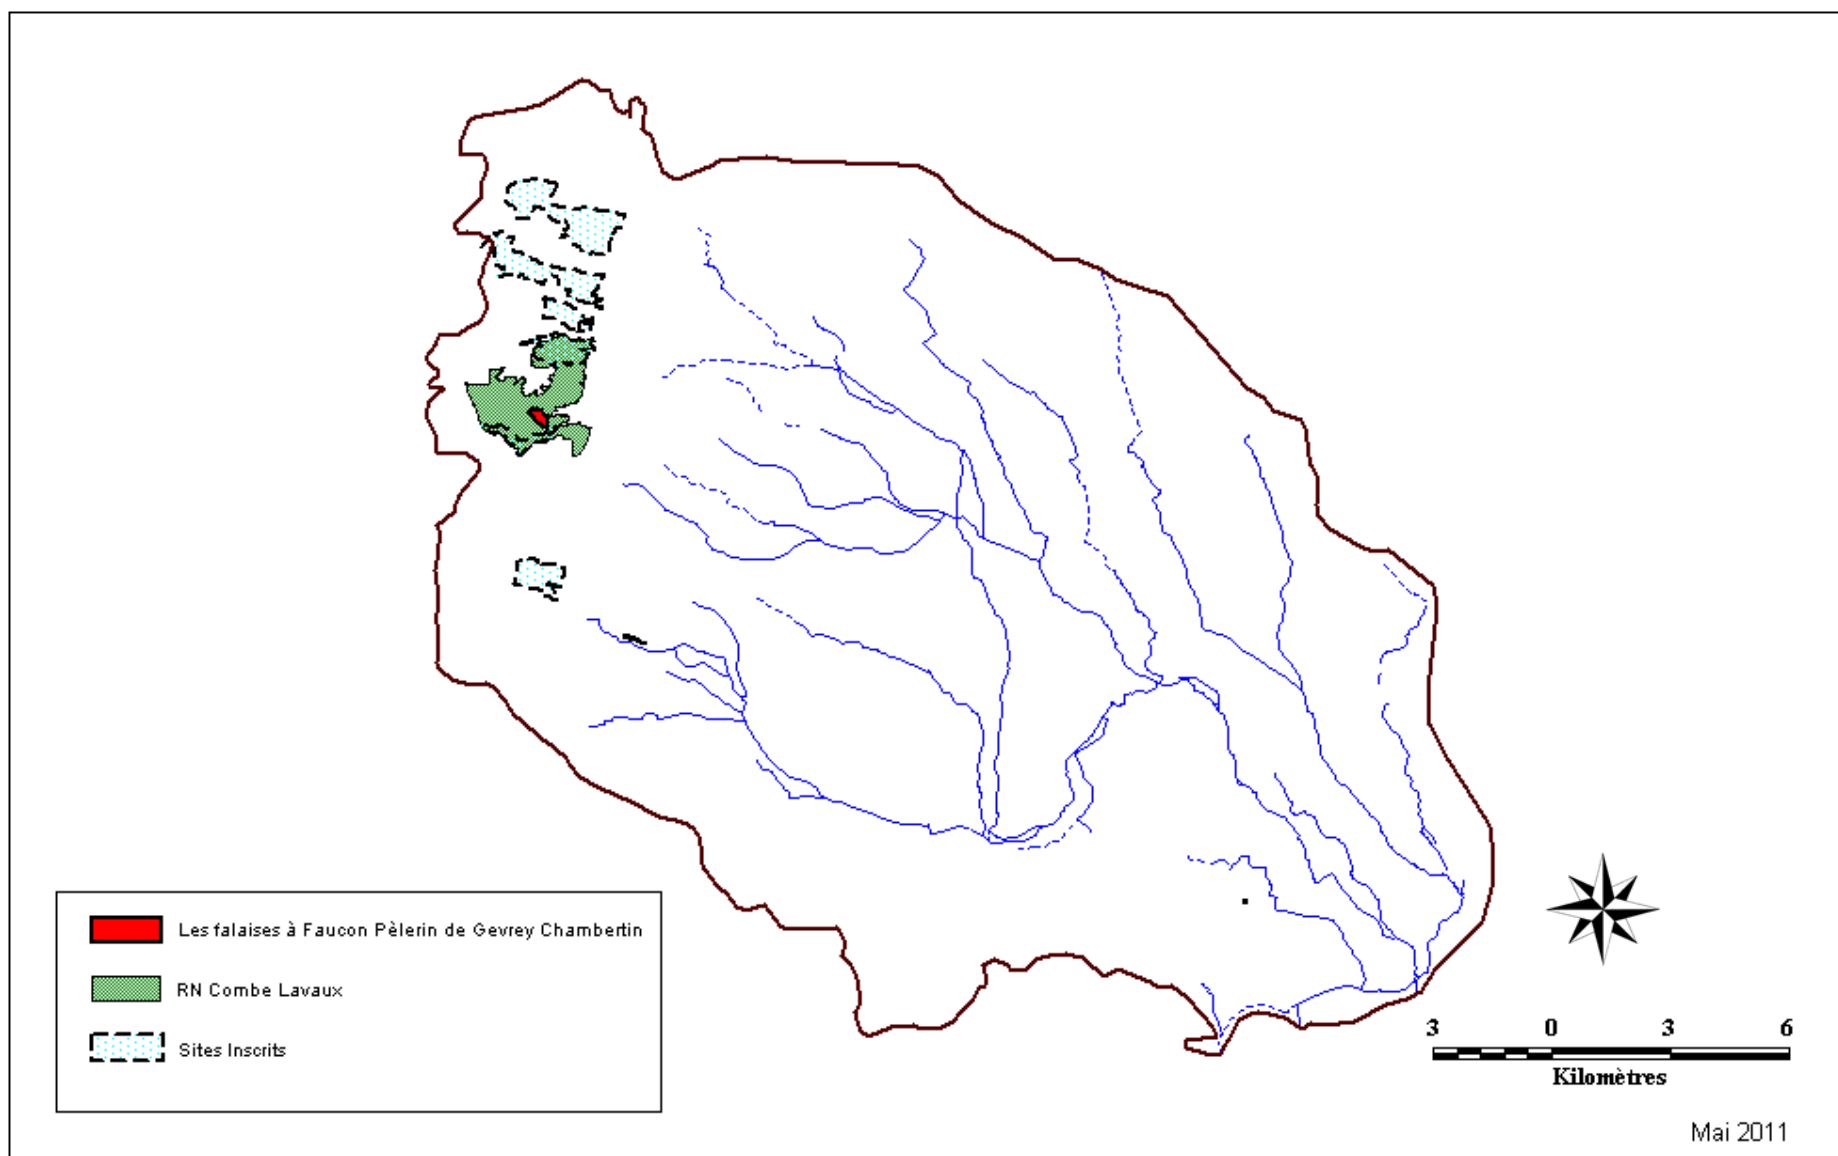 Les falaises à Faucon Pèlerin de Gevrey Chambertin
RN Combe Lavaux
Sites Inscrits
3 0 3 6
Kilomètres
Mai 2011